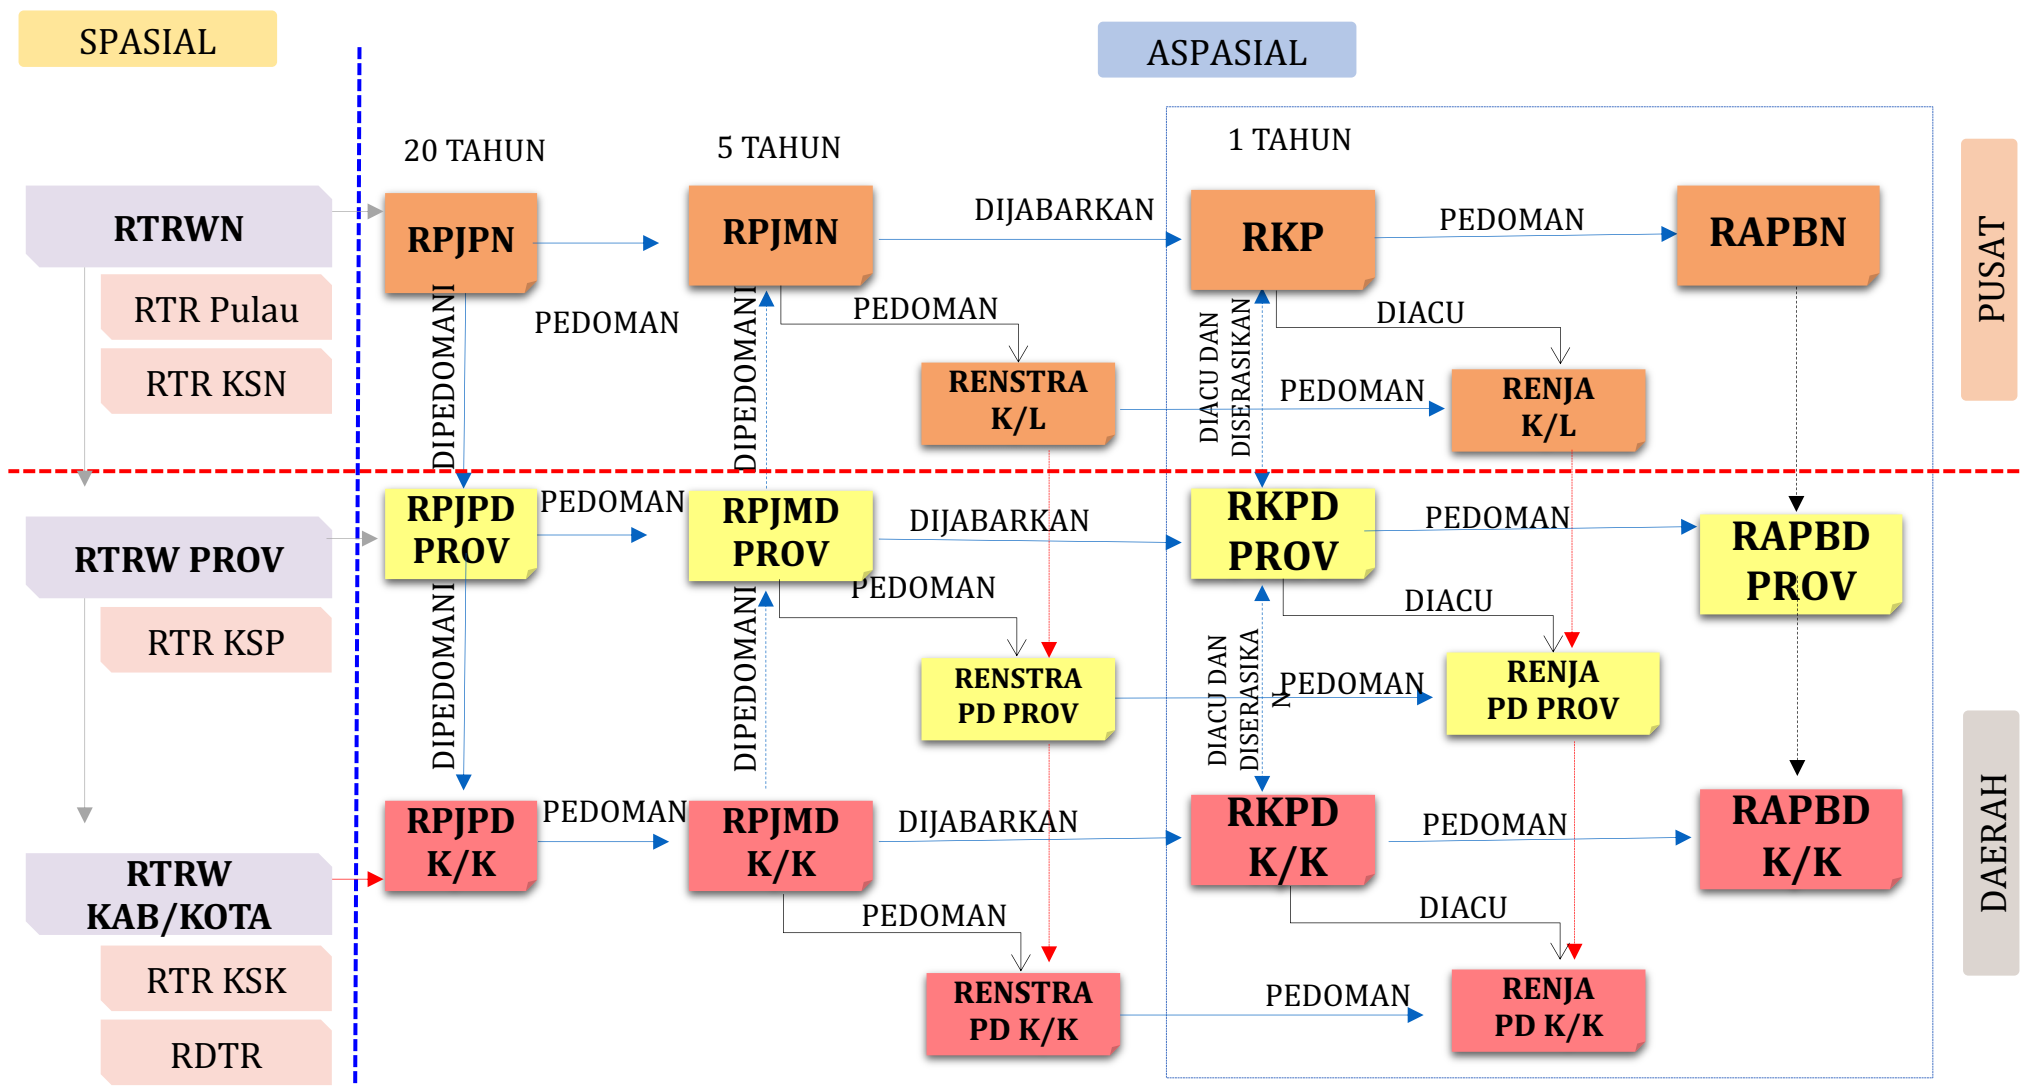 SPASIAL
ASPASIAL
20 TAHUN
5 TAHUN
1 TAHUN
PUSAT
RTRWN
RPJPN
RPJMN
DIJABARKAN
RKP
PEDOMAN
RAPBN
RTR Pulau
RTR KSN
DIPEDOMANI
PEDOMAN
DIPEDOMANI
PEDOMAN
DIACU DAN
DISERASIKAN
DIACU
RENSTRA
K/L
PEDOMAN
RENJA
K/L
RTRW PROV
RPJPD
PROV
PEDOMAN
RPJMD
PROV
DIJABARKAN
RKPD
PROV
PEDOMAN
RAPBD
PROV
RTR KSP
DIPEDOMANI
DIPEDOMANI
PEDOMAN
DIACU DAN
DISERASIKA
N
DIACU
RENSTRA
PD PROV
PEDOMAN
RENJA
PD PROV
DAERAH
RTRW
KAB/KOTA
RPJPD
K/K
PEDOMAN
RPJMD
K/K
DIJABARKAN
RKPD
K/K
PEDOMAN
RAPBD
K/K
RTR KSK
RDTR
PEDOMAN
DIACU
RENSTRA
PD K/K
PEDOMAN
RENJA
PD K/K